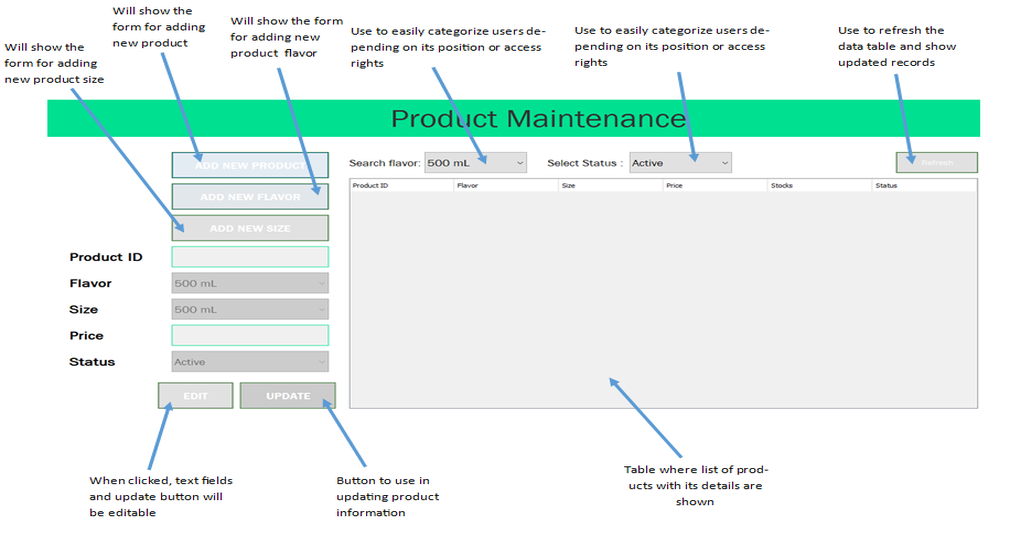 Will show the
form for adding
new product
Will show the form
for adding new
product flavor
Will show the
form for adding
new product size
Use to easily categorize users de-
pending on its position or access
rights
Use to easily categorize users de-
pending on its position or access
rights
Use to refresh the
data table and show
updated records
Product Maintenance
ADD NEW PRODUCT
ADD NEW FLAVOR
ADD NEW SIZE
Search flavor: 500 mL
Select Status : Active
Refresh
Product ID Flavor Size Price Stocks Status
Product ID
Flavor 500 mL
Size 500 mL
Price
Status Active
EDIT UPDATE
When clicked, text fields
and update button will
be editable
Button to use in
updating product
information
Table where list of prod-
ucts with its details are
shown